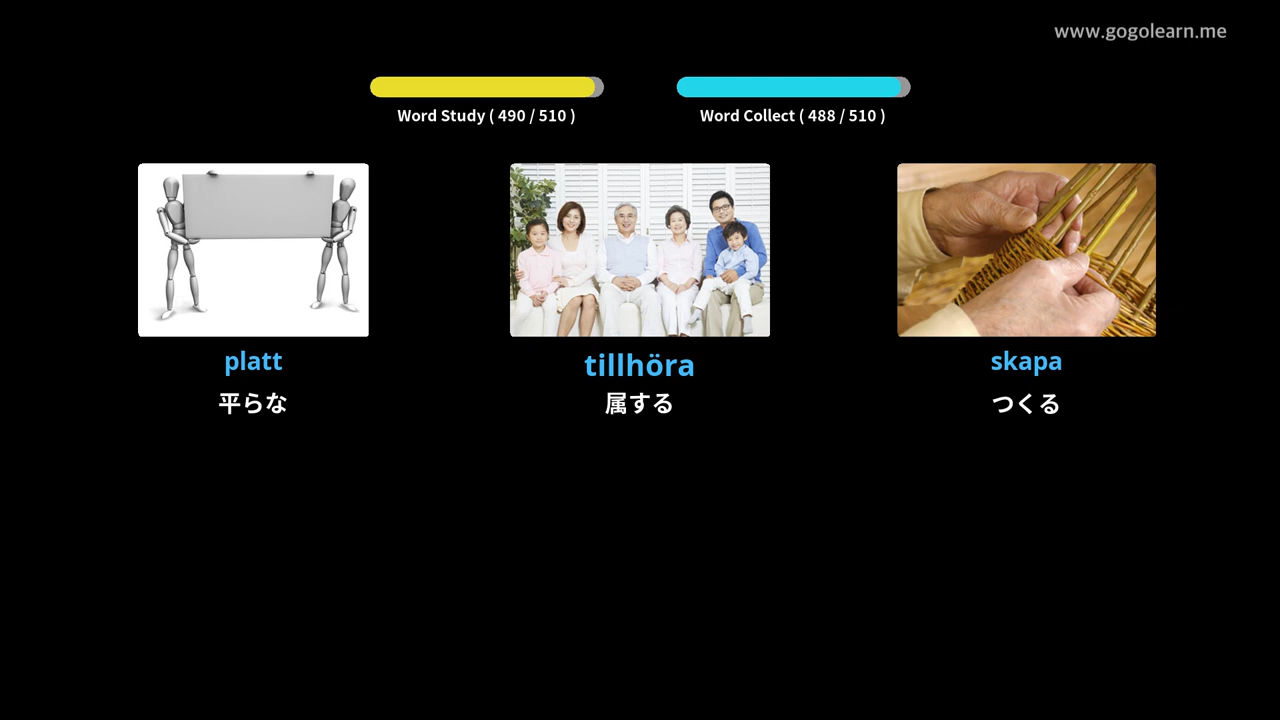 www.gogolearn.me
Word Study ( 490 / 510 )
Word Collect ( 488 / 510 )
platt
平らな
tillhöra
属する
skapa
つくる